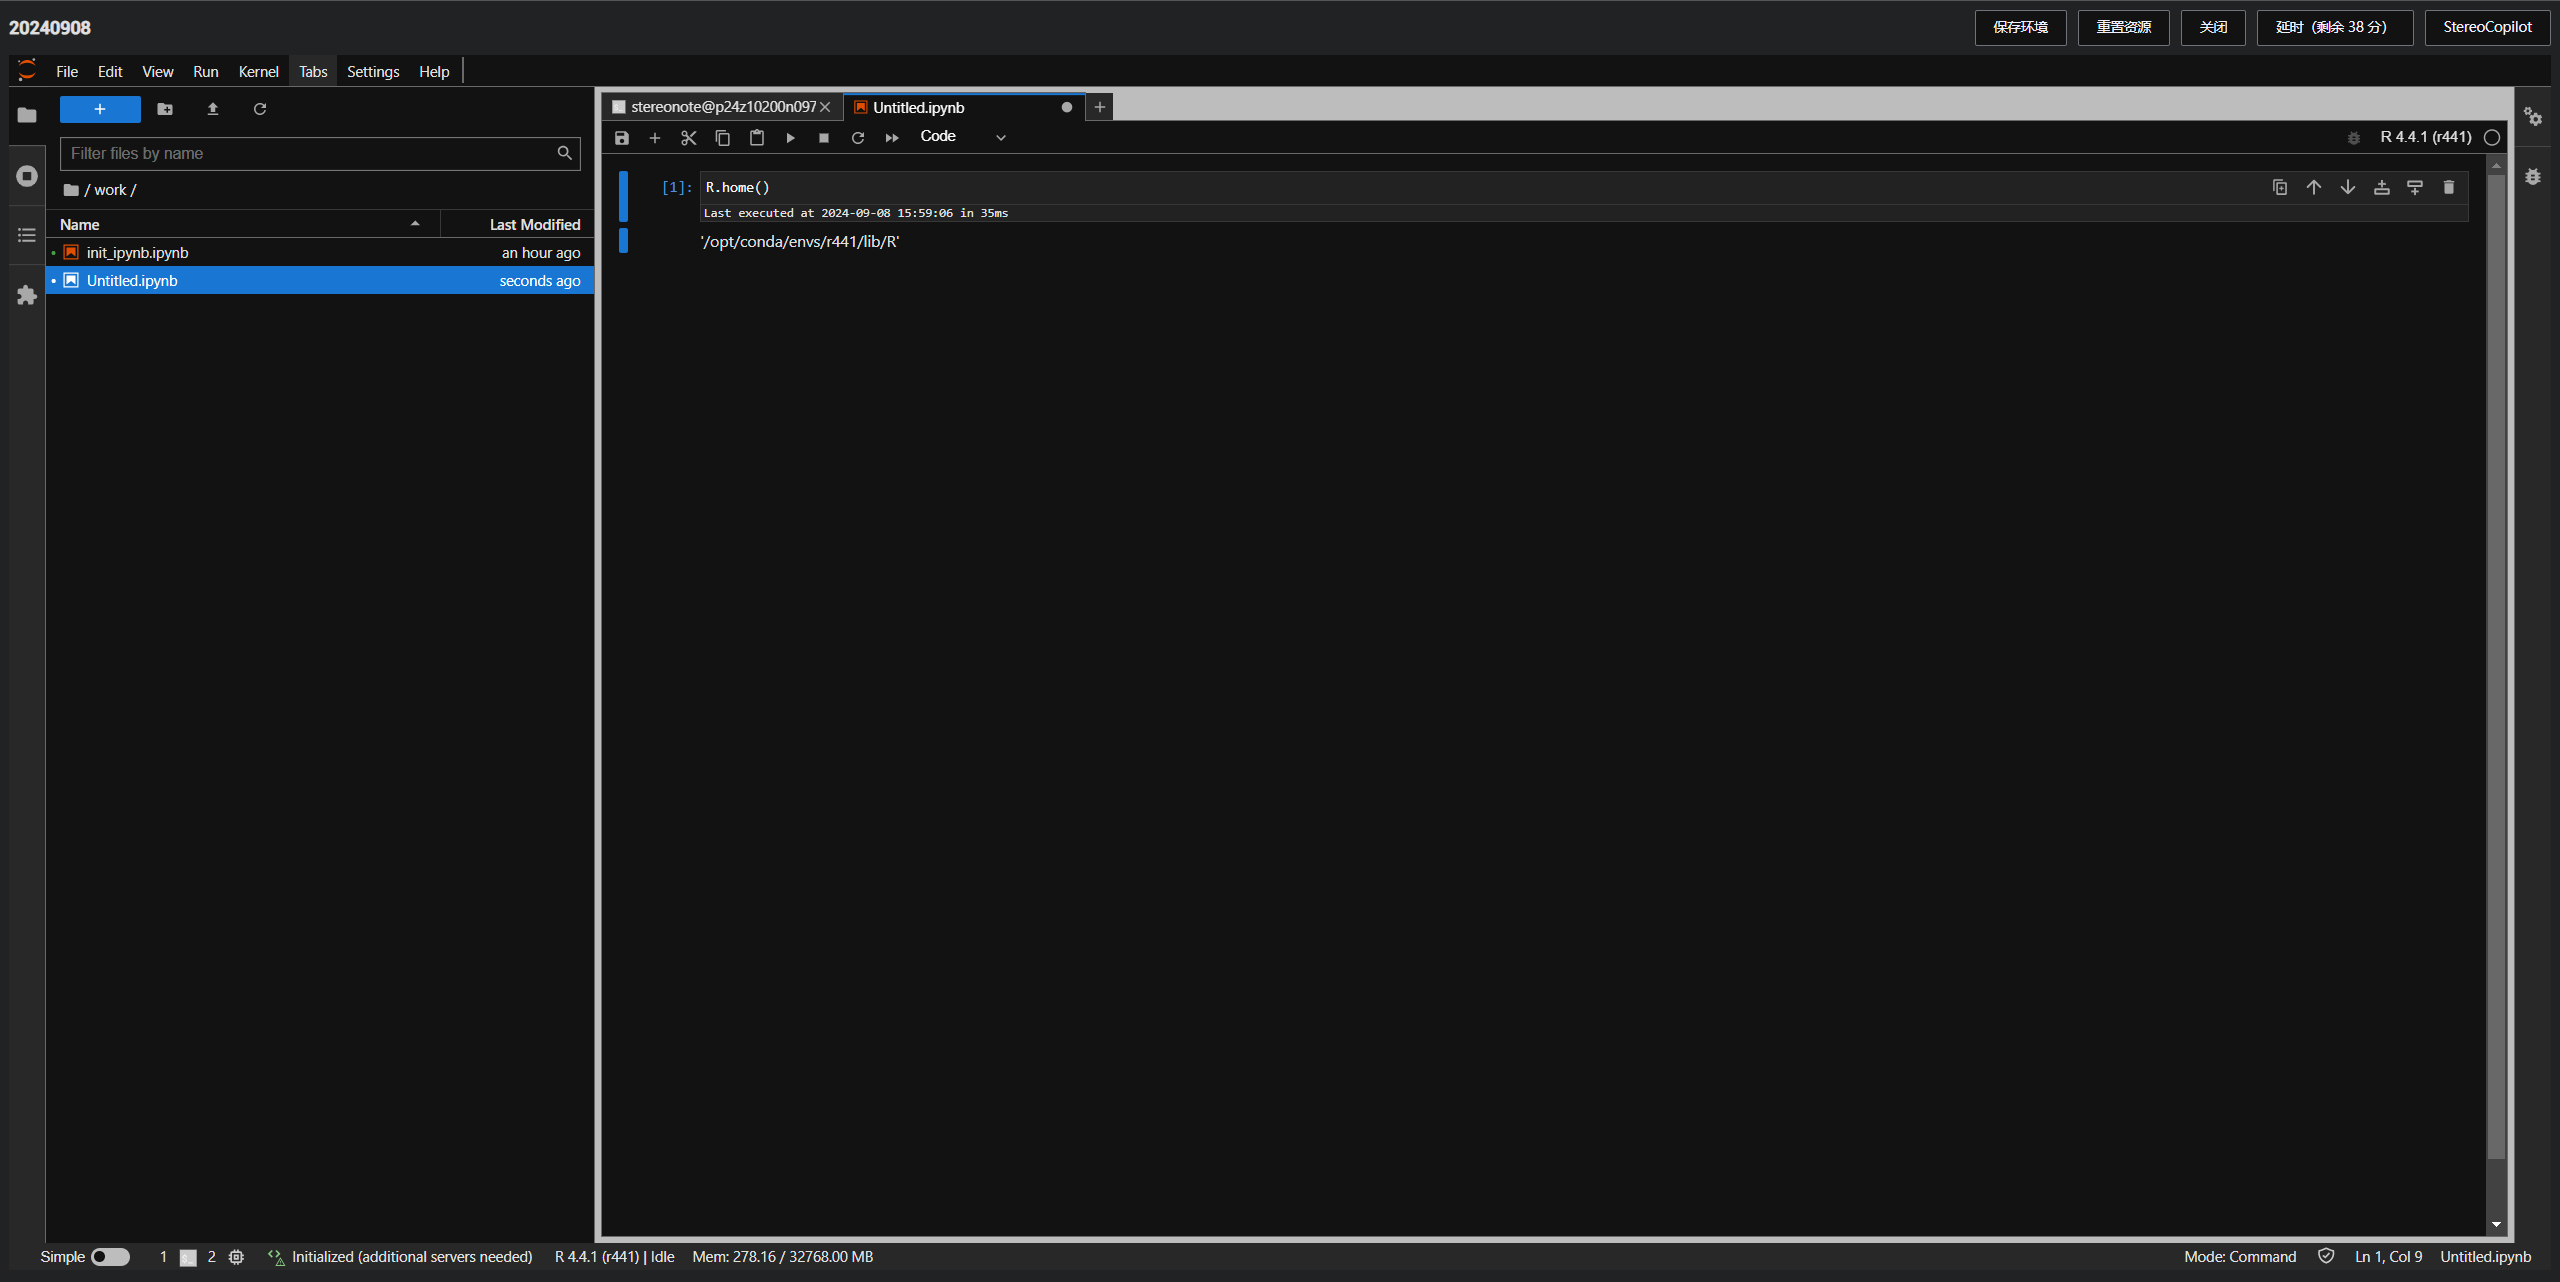 20240908
保存环境
重置资源
关闭
延时（剩余 38 分）
StereoCopilot
File Edit View Run Kernel Tabs Settings Help
Filter files by name
/ work /
Name Last Modified
init_ipynb.ipynb an hour ago
Untitled.ipynb seconds ago
stereonote@p24z10200n097
Untitled.ipynb
Code
R 4.4.1 (r441)
[1]: R.home()
Last executed at 2024-09-08 15:59:06 in 35ms
'/opt/conda/envs/r441/lib/R'
Simple 1 2 Initialized (additional servers needed) R 4.4.1 (r441) | Idle Mem: 278.16 / 32768.00 MB
Mode: Command Ln 1, Col 9 Untitled.ipynb